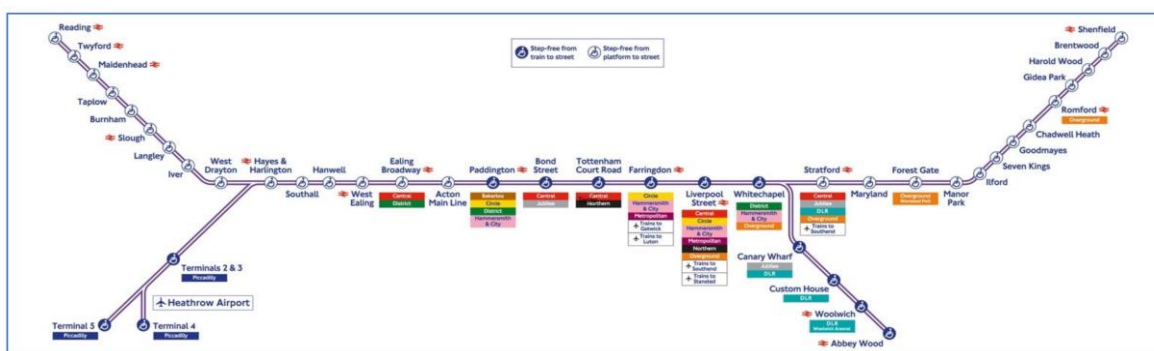 Reading
Twyford
Maidenhead
Taplow
Burnham
Slough
Langley
Iver
West
Drayton
Hayes &
Harlington
Southall
Hanwell
West
Ealing
Ealing
Broadway
Central
District
Acton
Main Line
Paddington
Bakerloo
Circle
District
Hammersmith
& City
Bond
Street
Central
Jubilee
Tottenham
Court Road
Central
Northern
Farringdon
Circle
Hammersmith
& City
Metropolitan
Trains to
Gatwick
Trains to
Luton
Liverpool
Street
Central
Circle
Hammersmith
& City
Metropolitan
Northern
Overground
Trains to
Southend
Trains to
Stansted
Whitechapel
District
Hammersmith
& City
Overground
Stratford
Central
Jubilee
DLR
Overground
Trains to
Southend
Maryland
Forest Gate
Overground
Wanstead Park
Manor
Park
Ilford
Seven Kings
Goodmayes
Chadwell Heath
Romford
Overground
Gidea Park
Harold Wood
Brentwood
Shenfield
Step-free from
train to street
Step-free from
platform to street
Terminals 2 & 3
Piccadilly
Heathrow Airport
Terminal 5
Piccadilly
Terminal 4
Piccadilly
Canary Wharf
Jubilee
DLR
Custom House
DLR
Woolwich
DLR
Woolwich Arsenal
Abbey Wood